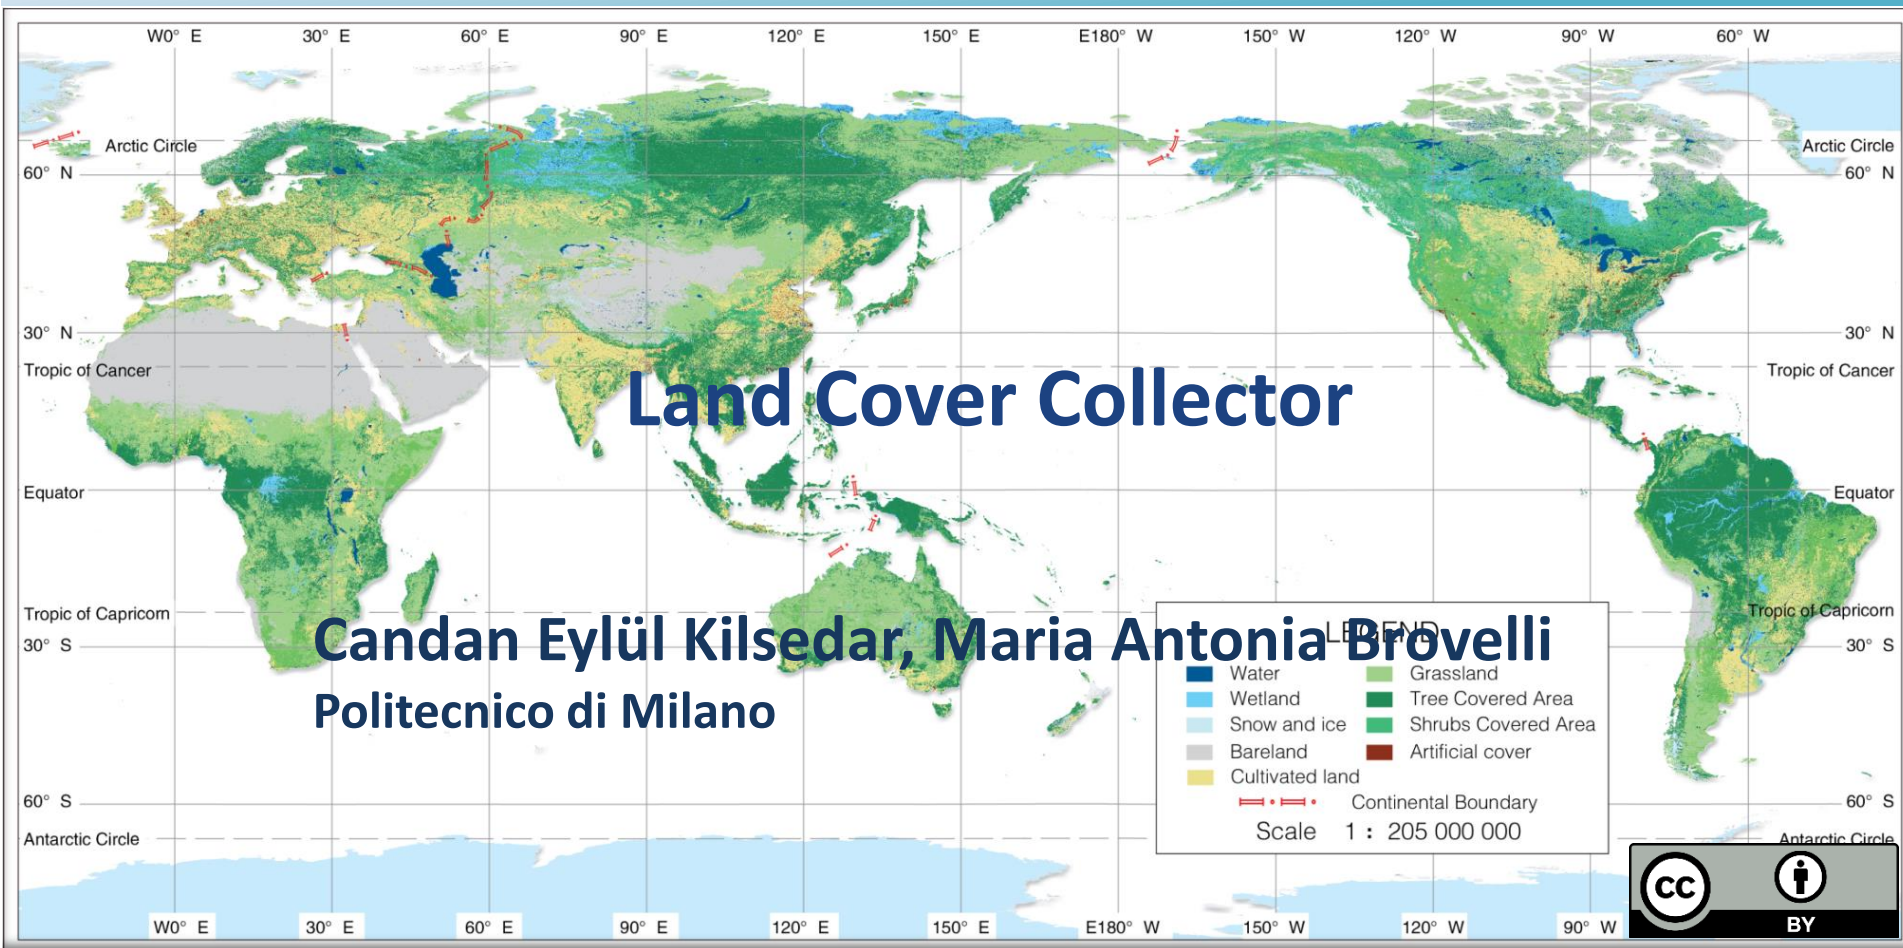 W0° E 30° E 60° E 90° E 120° E 150° E E180° W 150° W 120° W 90° W 60° W
Arctic Circle Arctic Circle
60° N 60° N
30° N 30° N
Tropic of Cancer Tropic of Cancer
Land Cover Collector
Equator Equator
Tropic of Capricorn Tropic of Capricorn
Candan Eylül Kilsedar, Maria Antonia Brovelli
LEGEND
30° S 30° S
Politecnico di Milano
Water Grassland
Wetland Tree Covered Area
Snow and ice Shrubs Covered Area
Bareland Artificial cover
Cultivated land
Continental Boundary
Scale 1 : 205 000 000
60° S 60° S
Antarctic Circle Antarctic Circle
cc
BY
W0° E 30° E 60° E 90° E 120° E 150° E E180° W 150° W 120° W 90° W